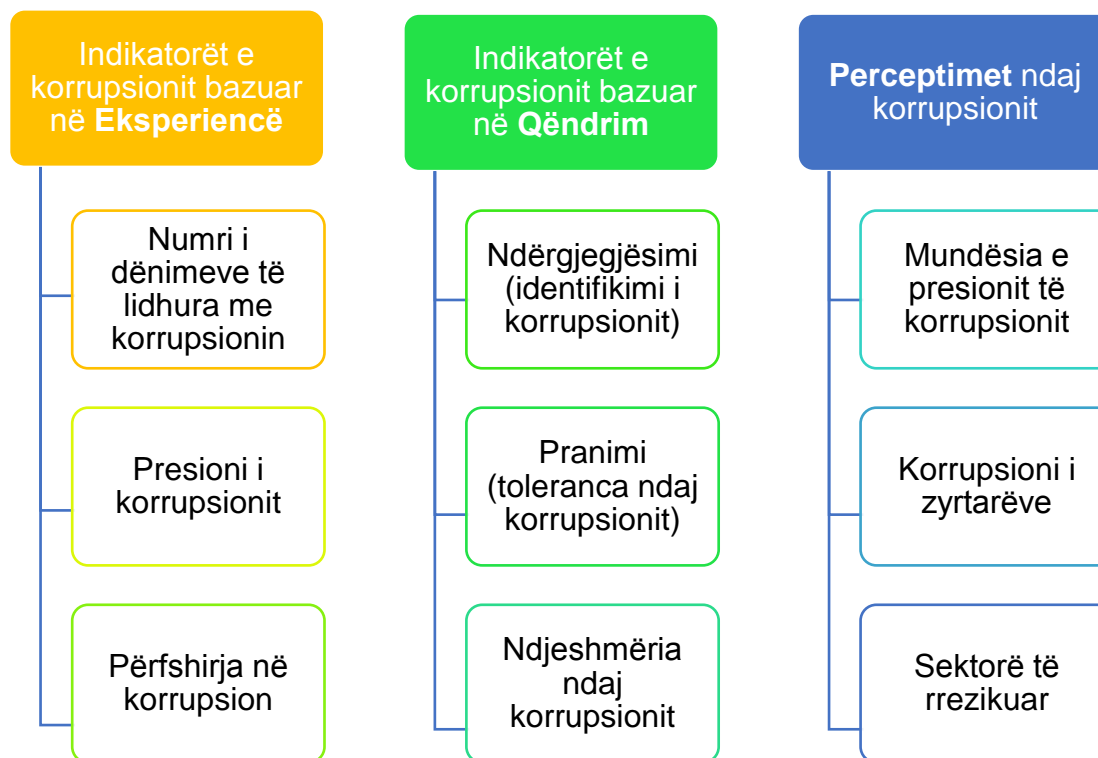 Indikatorët e
korrupsionit bazuar
në Eksperiencë
Numri i
dënimeve të
lidhura me
korrupsionin
Presioni i
korrupsionit
Përfshirja në
korrupsion
Indikatorët e
korrupsionit bazuar
në Qëndrim
Ndërgjegjësimi
(identifikimi i
korrupsionit)
Pranimi
(toleranca ndaj
korrupsionit)
Ndjeshmëria
ndaj
korrupsionit
Perceptimet ndaj
korrupsionit
Mundësia e
presionit të
korrupsionit
Korrupsioni i
zyrtarëve
Sektorë të
rrezikuar